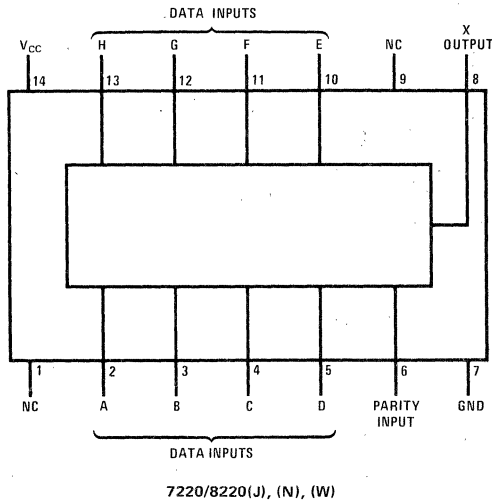 DATA INPUTS
VCC H G F E NC X OUTPUT
14 13 12 11 10 9 8
1 2 3 4 5 6 7
NC A B C D PARITY INPUT GND
DATA INPUTS
7220/8220(J), (N), (W)